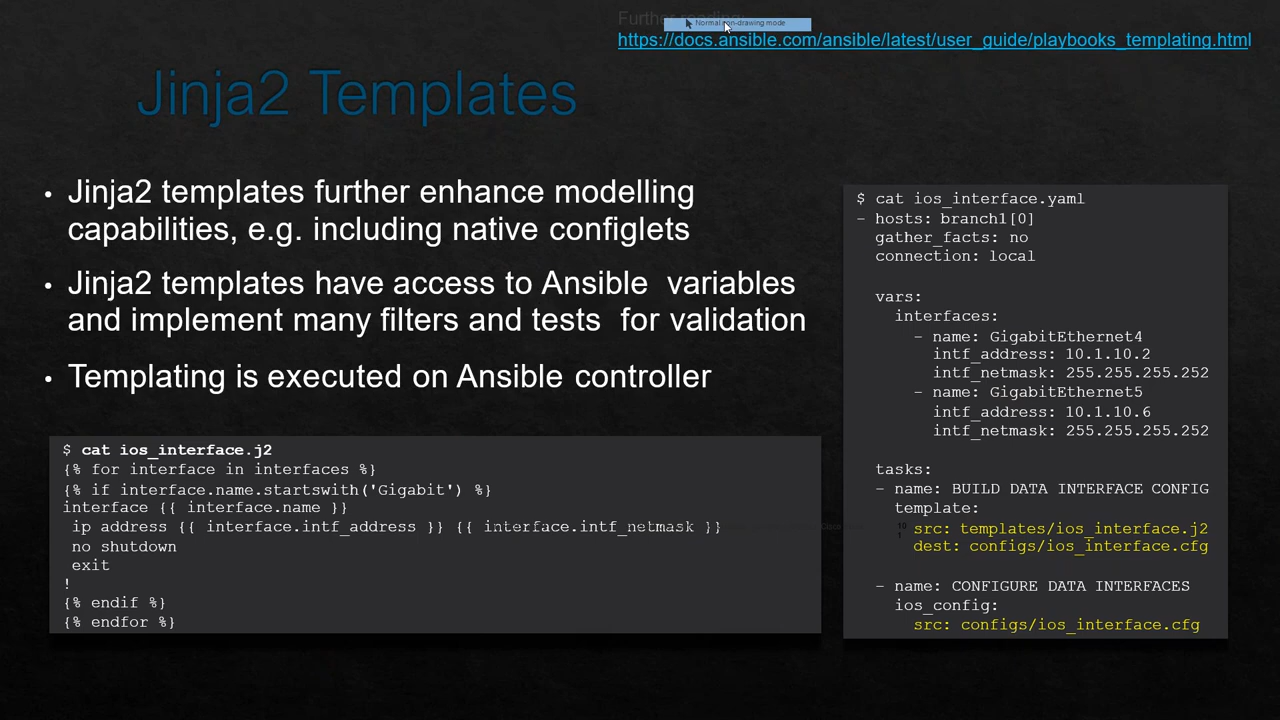 Further reading:
Normal non-drawing mode
https://docs.ansible.com/ansible/latest/user_guide/playbooks_templating.html
Jinja2 Templates
• Jinja2 templates further enhance modelling
capabilities, e.g. including native configlets
• Jinja2 templates have access to Ansible variables
and implement many filters and tests for validation
• Templating is executed on Ansible controller
$ cat ios_interface.j2
{% for interface in interfaces %}
{% if interface.name.startswith('Gigabit') %}
interface {{ interface.name }}
ip address {{ interface.intf_address }} {{ interface.intf_netmask }}
no shutdown
exit
!
{% endif %}
{% endfor %}
$ cat ios_interface.yaml
- hosts: branch1[0]
gather_facts: no
connection: local
vars:
interfaces:
- name: GigabitEthernet4
intf_address: 10.1.10.2
intf_netmask: 255.255.255.252
- name: GigabitEthernet5
intf_address: 10.1.10.6
intf_netmask: 255.255.255.252
tasks:
- name: BUILD DATA INTERFACE CONFIG
template:
src: templates/ios_interface.j2
dest: configs/ios_interface.cfg
- name: CONFIGURE DATA INTERFACES
ios_config:
src: configs/ios_interface.cfg